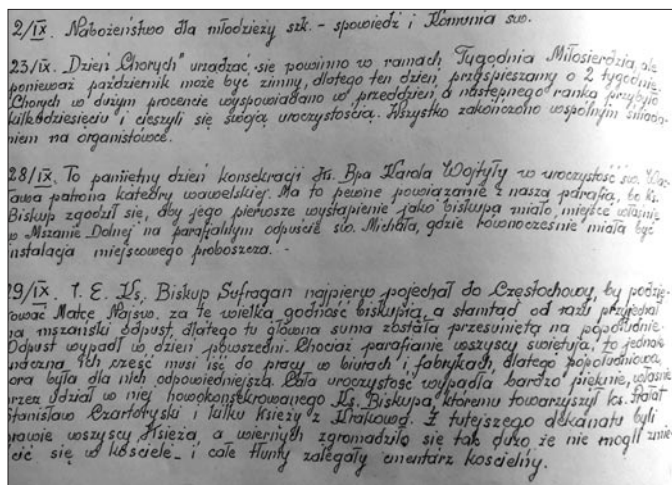 2/IX. Nabożeństwo dla młodzieży szk. - spowiedź i Komunia św.
23/IX. „Dzień Chorych" urządzać się powinno w ramach Tygodnia Miłosierdzia, ale
ponieważ październik może być zimny, dlatego ten dzień przyspieszamy o 2 tygodnie.
Chorych w dużym procencie wyspowiadano w przeddzień, a następnego ranka przybyło
kilkudziesięciu i cieszyli się swoją uroczystością. Wszystko zakończono wspólnym śniada-
niem na organistówce.
28/IX. To pamiętny dzień konsekracji Ks. Bpa Karola Wojtyły w uroczystość św. Wa-
cława patrona katedry wawelskiej. Ma to pewne powiązanie z naszą parafią, bo Ks.
Biskup zgodził się, aby jego pierwsze wystąpienie jako biskupa miało miejsce właśnie
w Mszanie Dolnej na parafialnym odpuście św. Michała, gdzie równocześnie miała być
instalacja miejscowego proboszcza. -
29/IX. J. E. Ks. Biskup Sufragan najpierw pojechał do Częstochowy, by podzię-
kować Matce Najśw. za tę wielką godność biskupią, a stamtąd od razu przyjechał
na mszański odpust, dlatego tu główna suma została przesunięta na popołudnie.
Odpust wypadł w dzień powszedni. Chociaż parafianie wszyscy świętują, to jednak
znaczna ich część musi iść do pracy w biurach i fabrykach, dlatego popołudniowa
pora była dla nich odpowiedniejsza. Cała uroczystość wypadła bardzo pięknie, właśnie
przez udział w niej nowokonsekrowanego Ks. Biskupa, któremu towarzyszył ks. Prałat
Stanisław Czartoryski i kilku księży z Krakowa. Z tutejszego dekanatu byli
prawie wszyscy Księża, a wiernych zgromadziło się tak dużo że nie mogli zmie-
ścić się w kościele - i całe tłumy zalegały cmentarz kościelny.